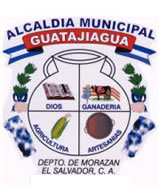 ALCALDIA MUNICIPAL
GUATAJIAGUA
DIOS
GANADERIA
AGRICULTURA
ARTESANIAS
DEPTO. DE MORAZAN
EL SALVADOR, C. A.